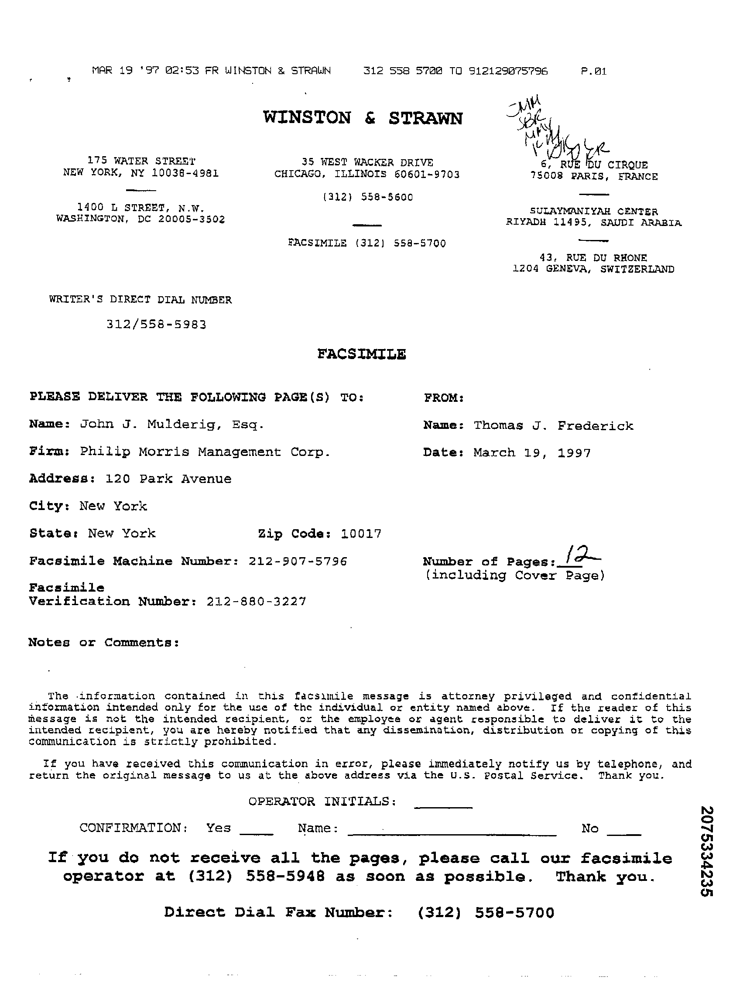 MAR 19 '97 02:53 FR WINSTON & STRAWN 312 558 5700 TO 912129075796 P.01
WINSTON & STRAWN
175 WATER STREET
NEW YORK, NY 10038-4981
1400 L STREET, N.W.
WASHINGTON, DC 20005-3502
35 WEST WACKER DRIVE
CHICAGO, ILLINOIS 60601-9703
(312) 558-5600
FACSIMILE (312) 558-5700
6, RUE DU CIRQUE
75008 PARIS, FRANCE
SULAYMANIYAH CENTER
RIYADH 11495, SAUDI ARABIA
43, RUE DU RHONE
1204 GENEVA, SWITZERLAND
WRITER'S DIRECT DIAL NUMBER
312/558-5983
FACSIMILE
PLEASE DELIVER THE FOLLOWING PAGE(S) TO: FROM:
Name: John J. Mulderig, Esq. Name: Thomas J. Frederick
Firm: Philip Morris Management Corp. Date: March 19, 1997
Address: 120 Park Avenue
City: New York
State: New York Zip Code: 10017
Facsimile Machine Number: 212-907-5796 Number of Pages: 12
(including Cover Page)
Facsimile
Verification Number: 212-880-3227
Notes or Comments:
The information contained in this facsimile message is attorney privileged and confidential
information intended only for the use of the individual or entity named above. If the reader of this
message is not the intended recipient, or the employee or agent responsible to deliver it to the
intended recipient, you are hereby notified that any dissemination, distribution or copying of this
communication is strictly prohibited.
If you have received this communication in error, please immediately notify us by telephone, and
return the original message to us at the above address via the U.S. Postal Service. Thank you.
OPERATOR INITIALS:
CONFIRMATION: Yes Name: No
If you do not receive all the pages, please call our facsimile
operator at (312) 558-5948 as soon as possible. Thank you.
Direct Dial Fax Number: (312) 558-5700
2075334235